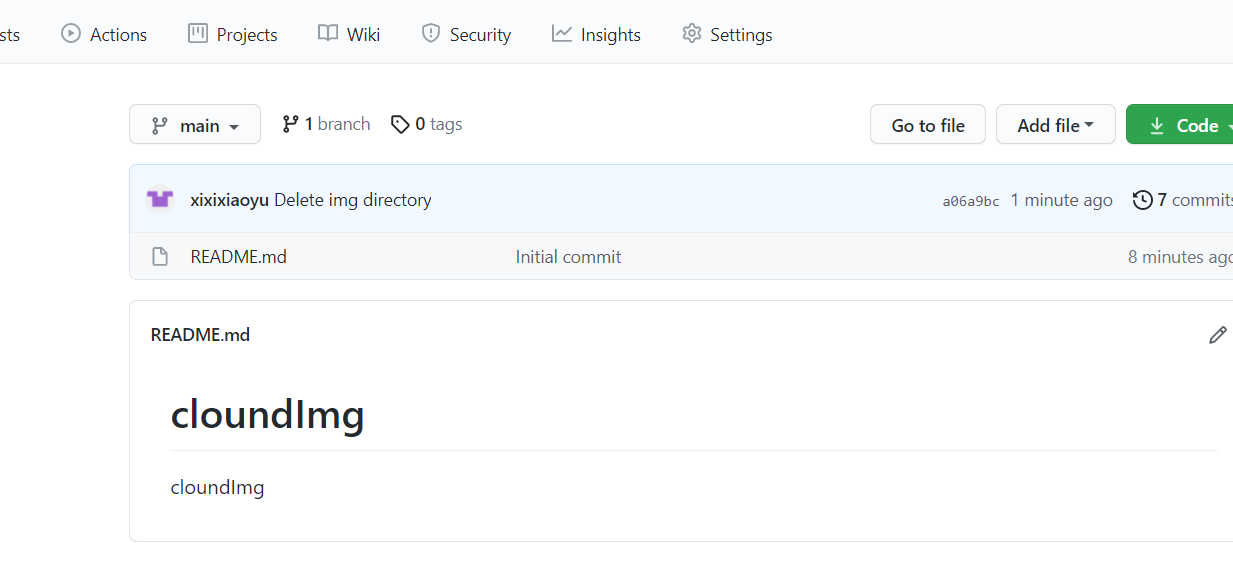 sts Actions Projects Wiki Security Insights Settings
main 1 branch 0 tags Go to file Add file Code
xixixiaoyu Delete img directory a06a9bc 1 minute ago 7 commits
README.md Initial commit 8 minutes ago
README.md
cloundImg
cloundImg